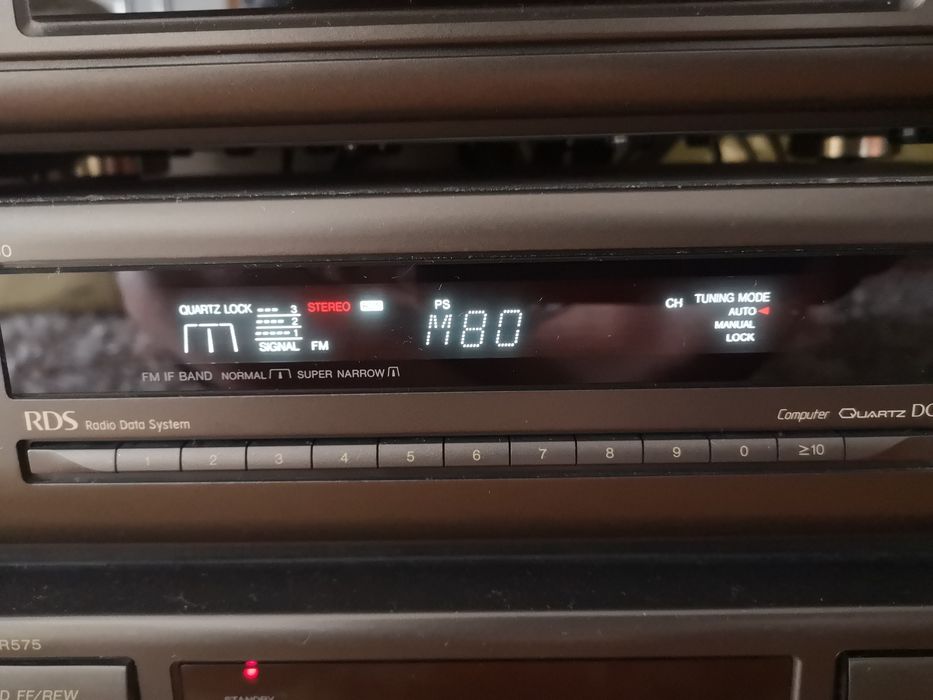 QUARTZ LOCK
3
2
1
SIGNAL
STEREO
FM
PS
M80
CH
TUNING MODE
AUTO
MANUAL
LOCK
FM IF BAND NORMAL SUPER NARROW
RDS Radio Data System
Computer QUARTZ
1 2 3 4 5 6 7 8 9 0 ≥10
R575
FF/REW
STANDBY